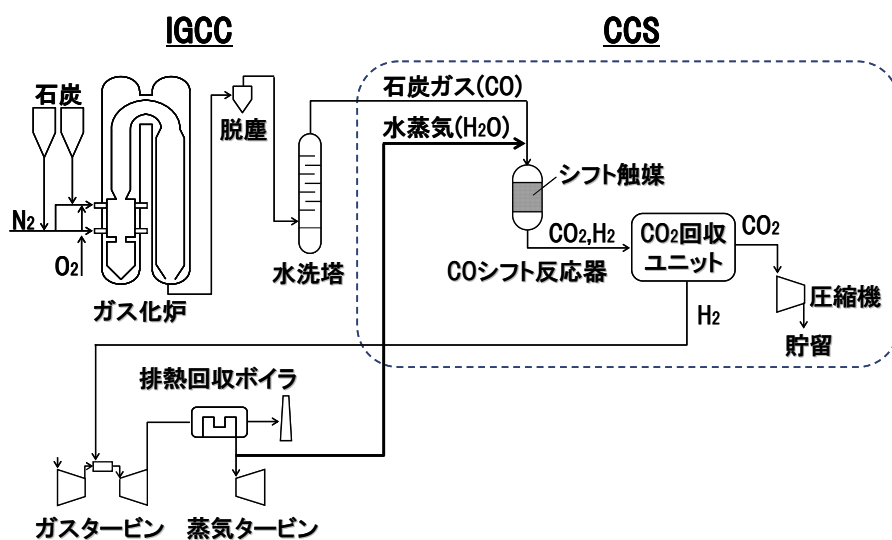 IGCC
CCS
石炭
脱塵
石炭ガス(CO)
水蒸気(H2O)
シフト触媒
N2
O2
水洗塔
CO2,H2
COシフト反応器
CO2回収
ユニット
CO2
圧縮機
貯留
ガス化炉
H2
排熱回収ボイラ
ガスタービン
蒸気タービン